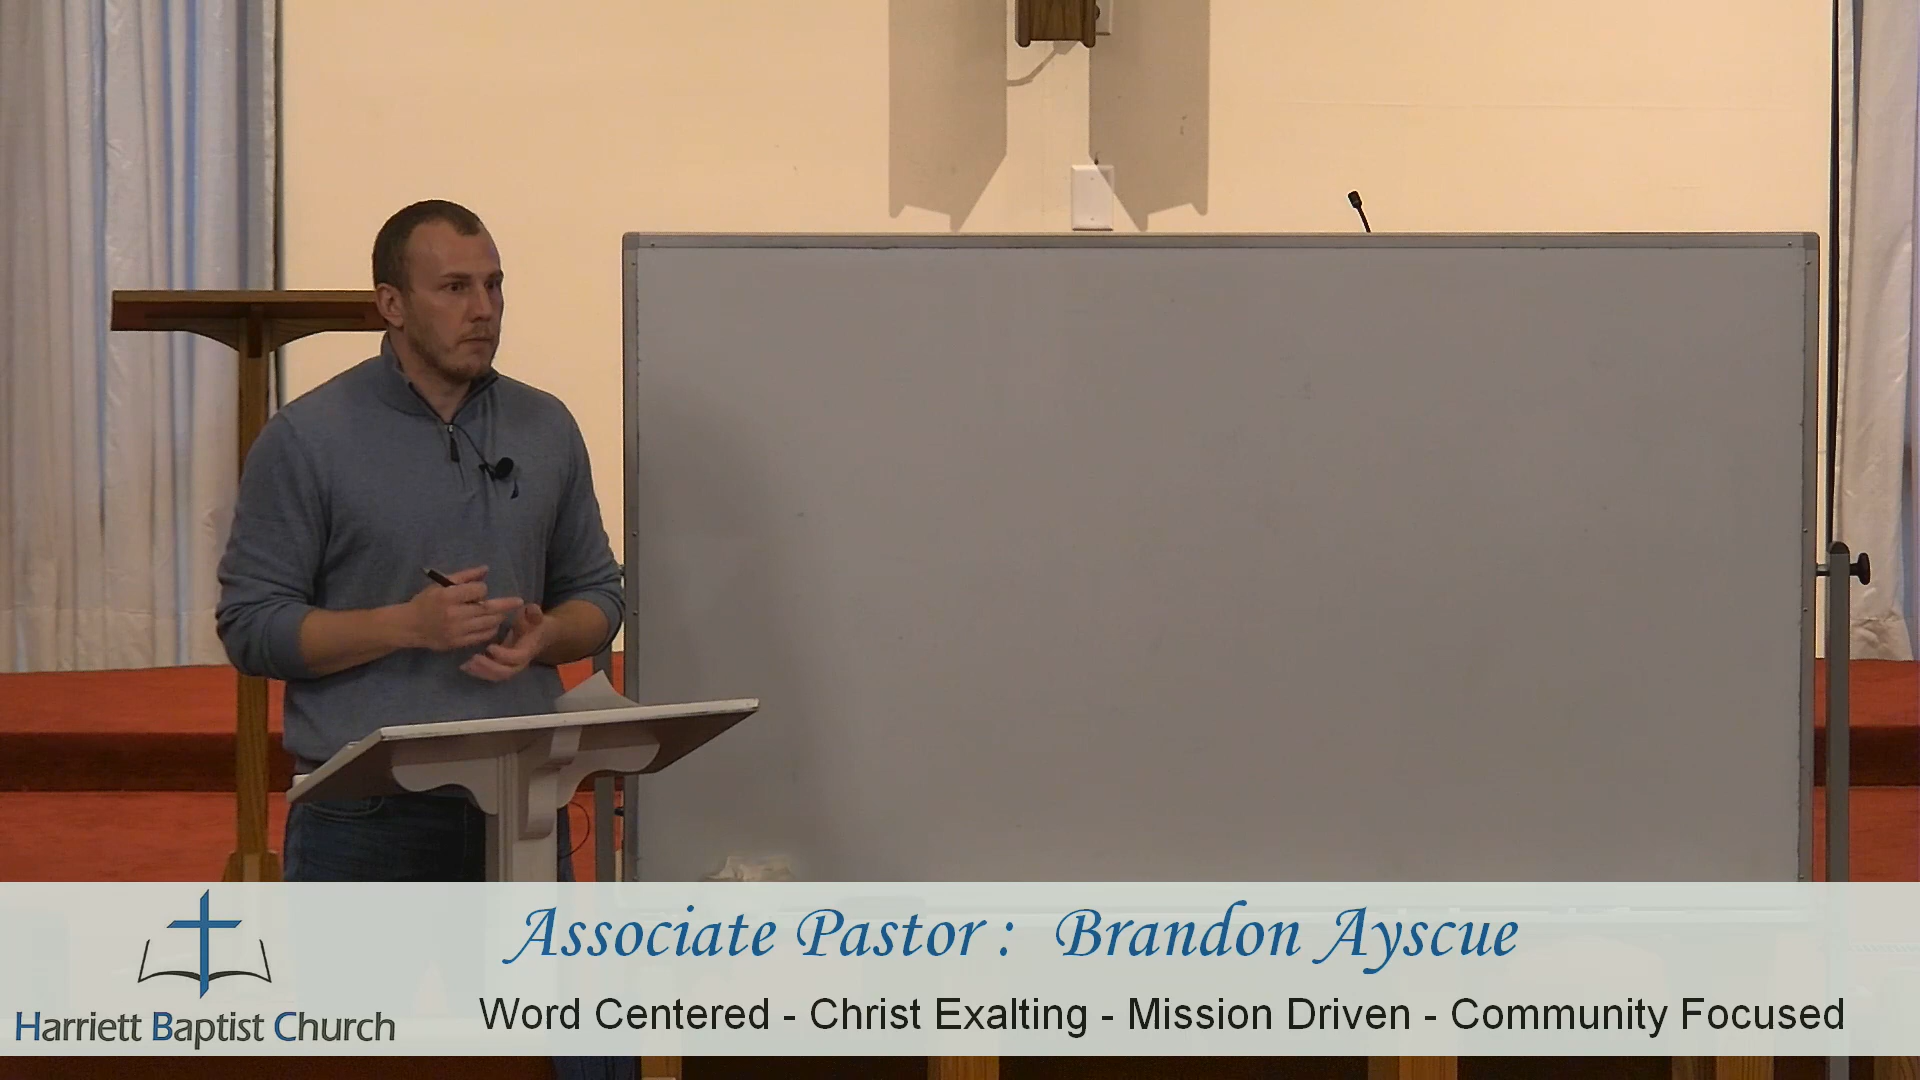 Associate Pastor : Brandon Ayscue
Word Centered - Christ Exalting - Mission Driven - Community Focused
Harriett Baptist Church